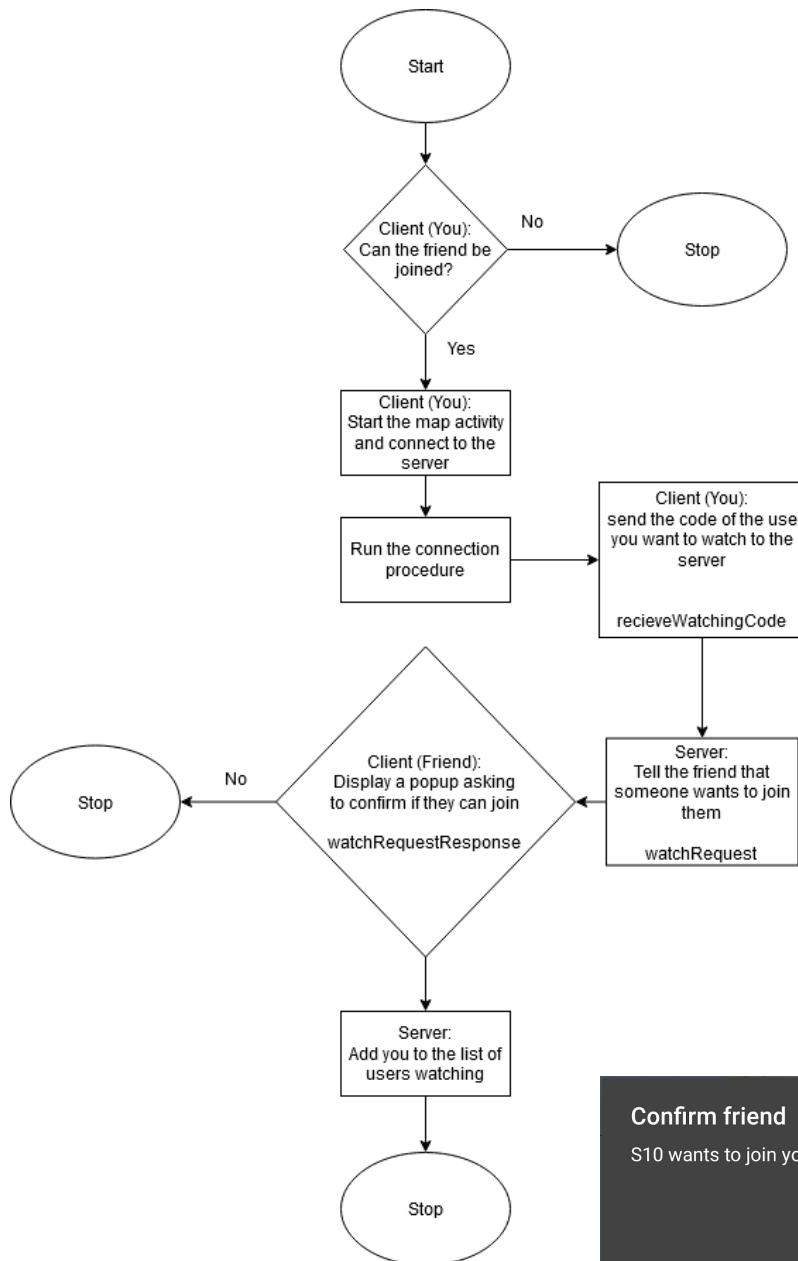 Start
Client (You):
Can the friend be
joined?
No
Stop
Yes
Client (You):
Start the map activity
and connect to the
server
Run the connection
procedure
Client (You):
send the code of the use
you want to watch to the
server
recieveWatchingCode
Server:
Tell the friend that
someone wants to join
them
watchRequest
Client (Friend):
Display a popup asking
to confirm if they can join
watchRequestResponse
No
Stop
Server:
Add you to the list of
users watching
Stop
Confirm friend
S10 wants to join yo